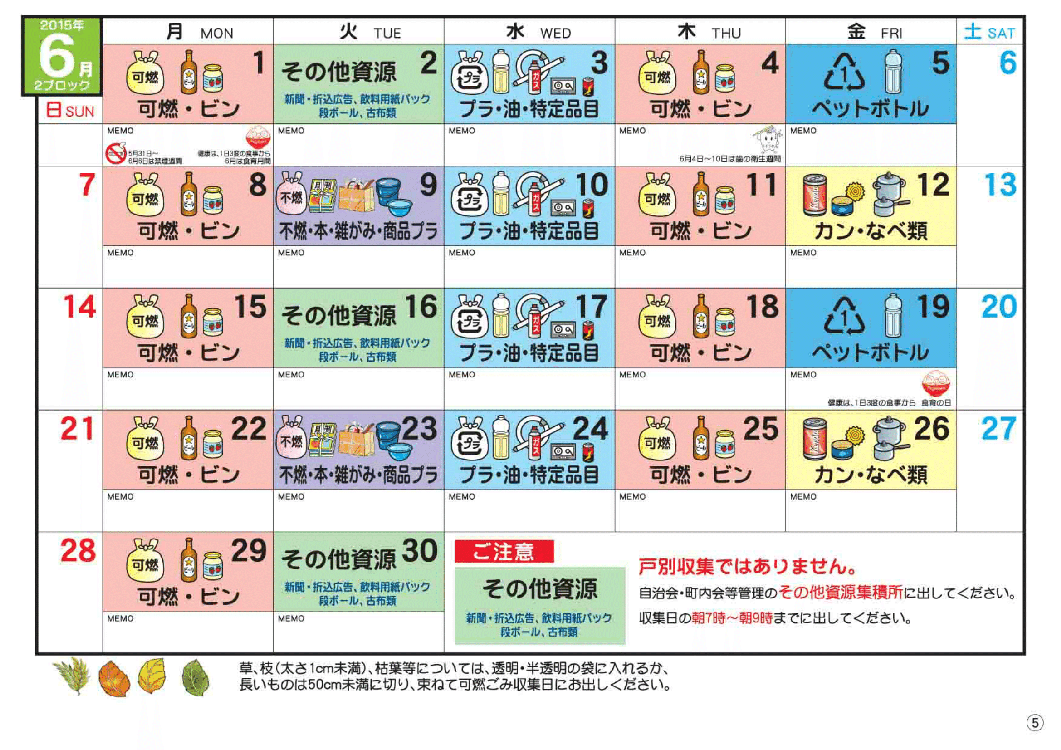 2015年
6月
2ブロック
月 MON
火 TUE
水 WED
木 THU
金 FRI
土 SAT
日 SUN
可燃 1
可燃・ビン
その他資源 2
新聞・折込広告、飲料用紙パック
段ボール、古布類
プラ ガス 3
プラ・油・特定品目
可燃 4
可燃・ビン
1 5
ペットボトル
6
MEMO
5月31日〜
6月6日は禁煙週間
健康は、1日3度の食事から
6月は食育月間
MEMO
MEMO
MEMO
6月4日〜10日は歯の衛生週間
MEMO
7
可燃 8
可燃・ビン
不燃 月刊 9
不燃・本・雑がみ・商品プラ
プラ ガス 10
プラ・油・特定品目
可燃 11
可燃・ビン
12
カン・なべ類
13
MEMO
MEMO
MEMO
MEMO
MEMO
14
可燃 15
可燃・ビン
その他資源 16
新聞・折込広告、飲料用紙パック
段ボール、古布類
プラ ガス 17
プラ・油・特定品目
可燃 18
可燃・ビン
1 19
ペットボトル
20
MEMO
MEMO
MEMO
MEMO
MEMO
健康は、1日3度の食事から 食育の日
21
可燃 22
可燃・ビン
不燃 月刊 23
不燃・本・雑がみ・商品プラ
プラ ガス 24
プラ・油・特定品目
可燃 25
可燃・ビン
26
カン・なべ類
27
MEMO
MEMO
MEMO
MEMO
MEMO
28
可燃 29
可燃・ビン
その他資源 30
新聞・折込広告、飲料用紙パック
段ボール、古布類
MEMO
MEMO
ご注意
その他資源
新聞・折込広告、飲料用紙パック
段ボール、古布類
戸別収集ではありません。
自治会・町内会等管理のその他資源集積所に出してください。
収集日の朝7時〜朝9時までに出してください。
草、枝(太さ1cm未満)、枯葉等については、透明・半透明の袋に入れるか、
長いものは50cm未満に切り、束ねて可燃ごみ収集日にお出しください。
⑤